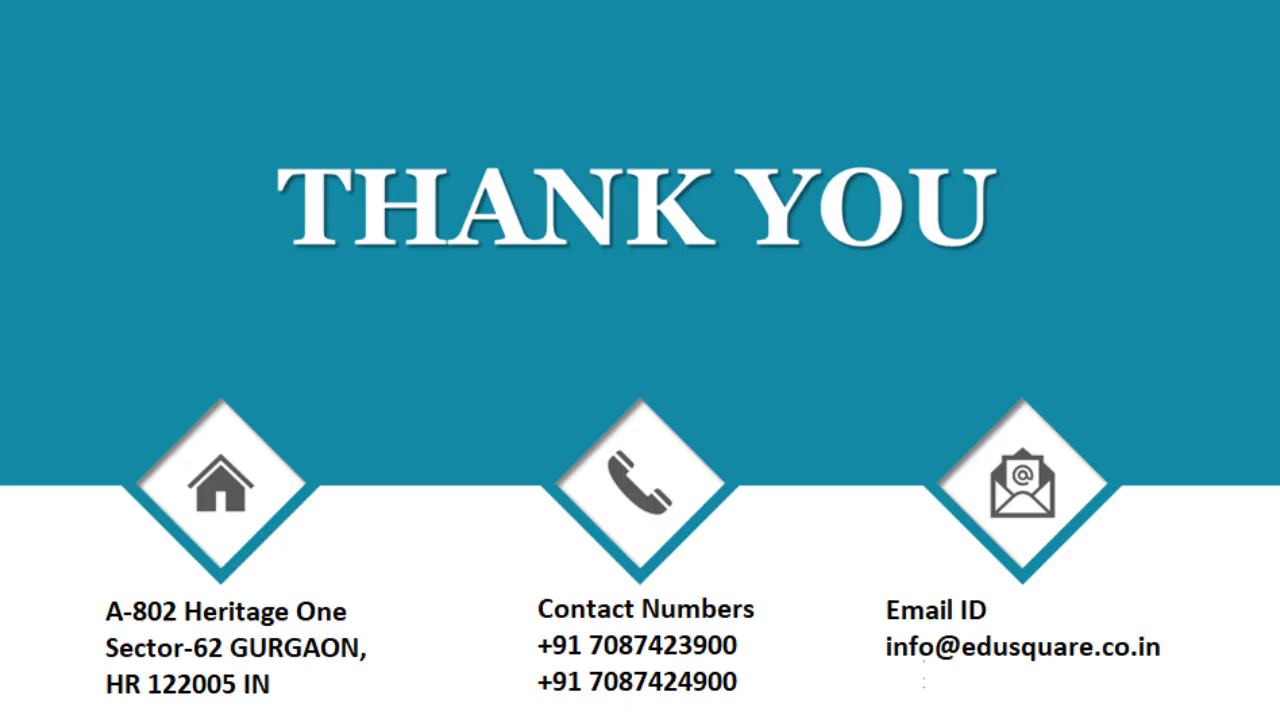 THANK YOU
A-802 Heritage One
Sector-62 GURGAON,
HR 122005 IN
Contact Numbers
+91 7087423900
+91 7087424900
Email ID
info@edusquare.co.in